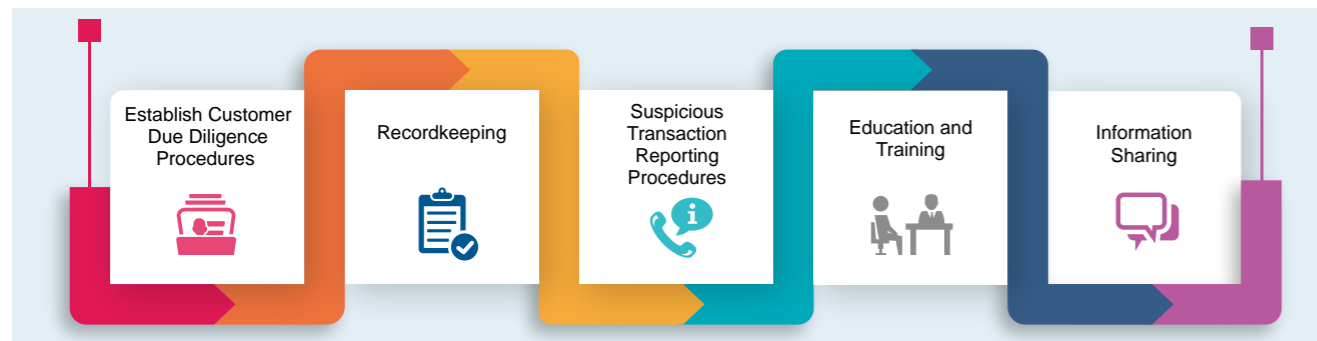 Establish Customer
Due Diligence
Procedures
Recordkeeping
Suspicious
Transaction
Reporting
Procedures
Education and
Training
Information
Sharing